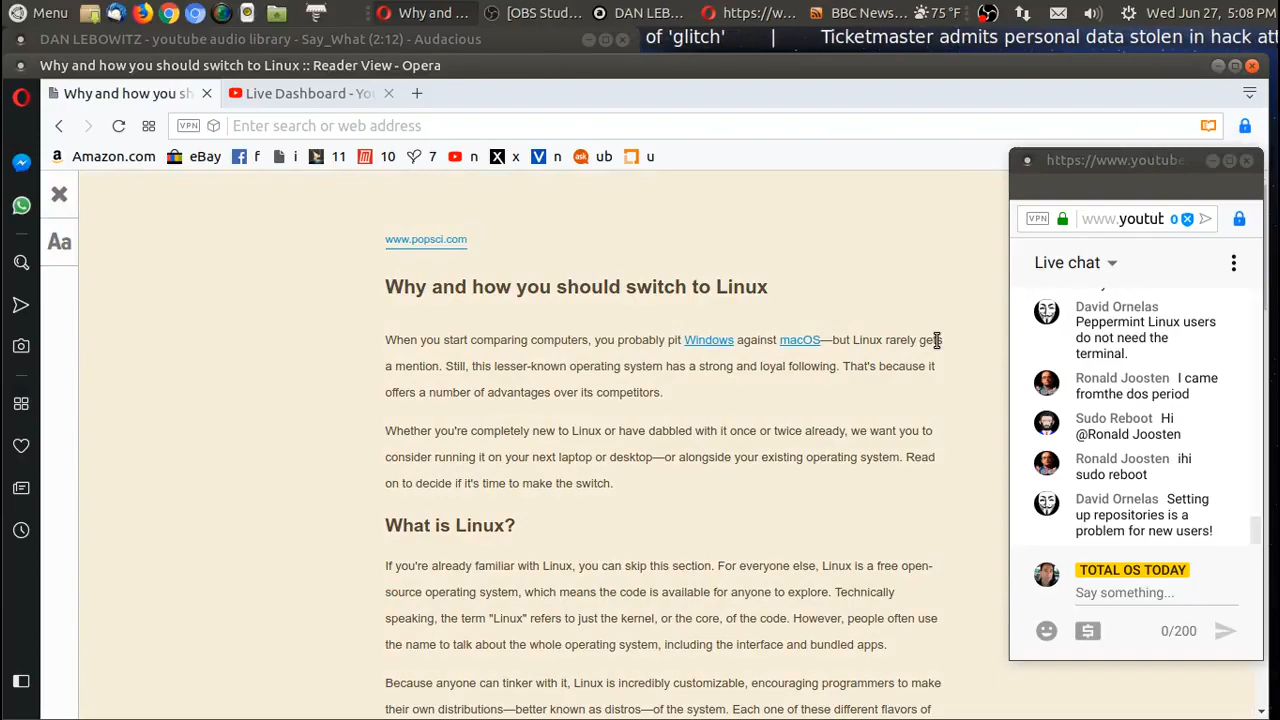 Menu
Why and ...
[OBS Stud...
DAN LEB...
https://w...
BBC News...
75°F
Wed Jun 27, 5:08 PM
DAN LEBOWITZ - youtube audio library - Say_What (2:12) - Audacious
of 'glitch' | Ticketmaster admits personal data stolen in hack att
Why and how you should switch to Linux :: Reader View - Opera
Why and how you sh
Live Dashboard - Yo
VPN
Enter search or web address
Amazon.com
eBay
f
i
11
10
7
n
X x
V n
ask ub
u
Aa
www.popsci.com
Why and how you should switch to Linux
When you start comparing computers, you probably pit Windows against macOS—but Linux rarely gets
a mention. Still, this lesser-known operating system has a strong and loyal following. That's because it
offers a number of advantages over its competitors.
Whether you're completely new to Linux or have dabbled with it once or twice already, we want you to
consider running it on your next laptop or desktop—or alongside your existing operating system. Read
on to decide if it's time to make the switch.
What is Linux?
If you're already familiar with Linux, you can skip this section. For everyone else, Linux is a free open-
source operating system, which means the code is available for anyone to explore. Technically
speaking, the term "Linux" refers to just the kernel, or the core, of the code. However, people often use
the name to talk about the whole operating system, including the interface and bundled apps.
Because anyone can tinker with it, Linux is incredibly customizable, encouraging programmers to make
their own distributions—better known as distros—of the system. Each one of these different flavors of
https://www.youtube
VPN
www.youtut
0
Live chat
David Ornelas
Peppermint Linux users
do not need the
terminal.
Ronald Joosten I came
fromthe dos period
Sudo Reboot Hi
@Ronald Joosten
Ronald Joosten ihi
sudo reboot
David Ornelas Setting
up repositories is a
problem for new users!
TOTAL OS TODAY
Say something...
0/200